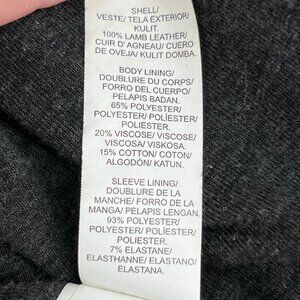 SHELL/
VESTE/ TELA EXTERIOR/
KULIT.
100% LAMB LEATHER/
CUIR D'AGNEAU/ CUERO
DE OVEJA/ KULIT DOMBA.
BODY LINING/
DOUBLURE DU CORPS/
FORRO DEL CUERPO/
PELAPIS BADAN.
65% POLYESTER/
POLYESTER/ POLÍESTER/
POLIESTER.
20% VISCOSE/ VISCOSE/
VISCOSA/ VISKOSA.
15% COTTON/ COTON/
ALGODÓN/ KATUN.
SLEEVE LINING/
DOUBLURE DE LA
MANCHE/ FORRO DE LA
MANGA/ PELAPIS LENGAN.
93% POLYESTER/
POLYESTER/ POLÍESTER/
POLIESTER.
7% ELASTANE/
ELASTHANNE/ ELASTANO/
ELASTANA.